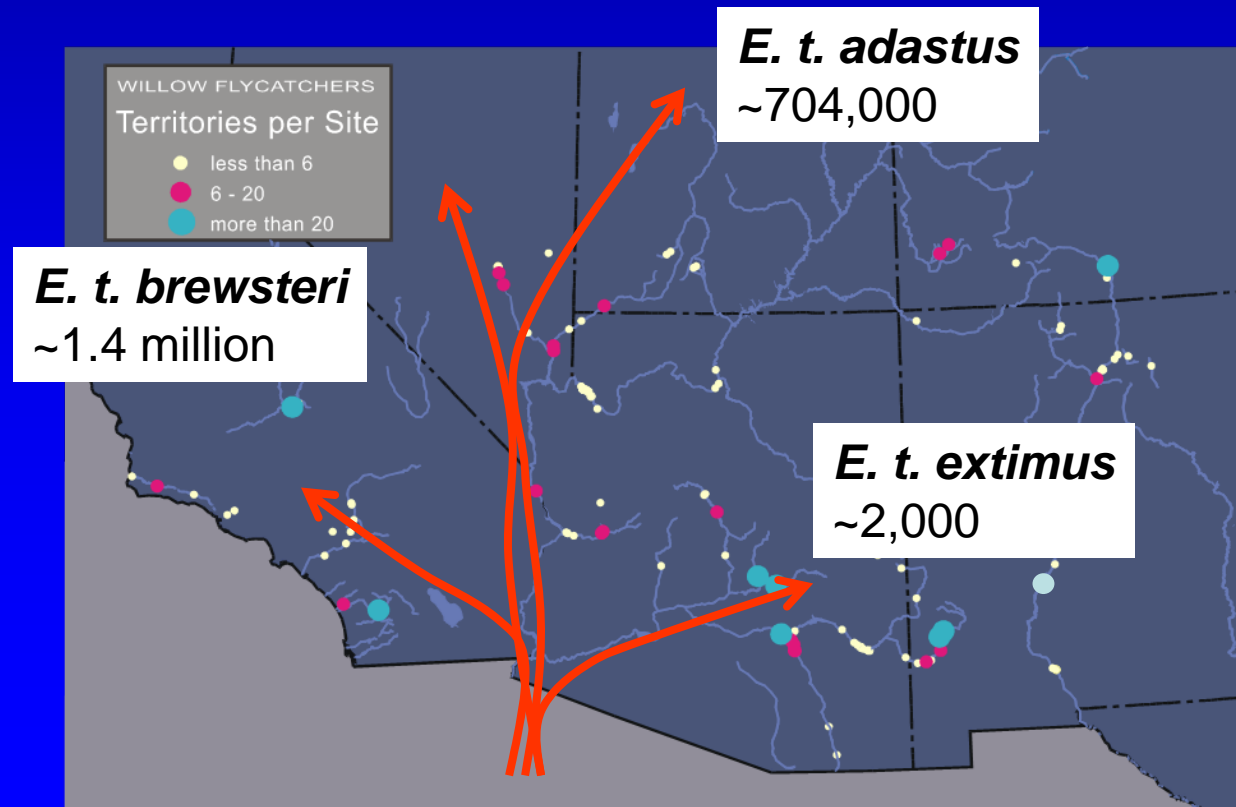 E. t. adastus
~704,000
WILLOW FLYCATCHERS
Territories per Site
less than 6
6 - 20
more than 20
E. t. brewsteri
~1.4 million
E. t. extimus
~2,000